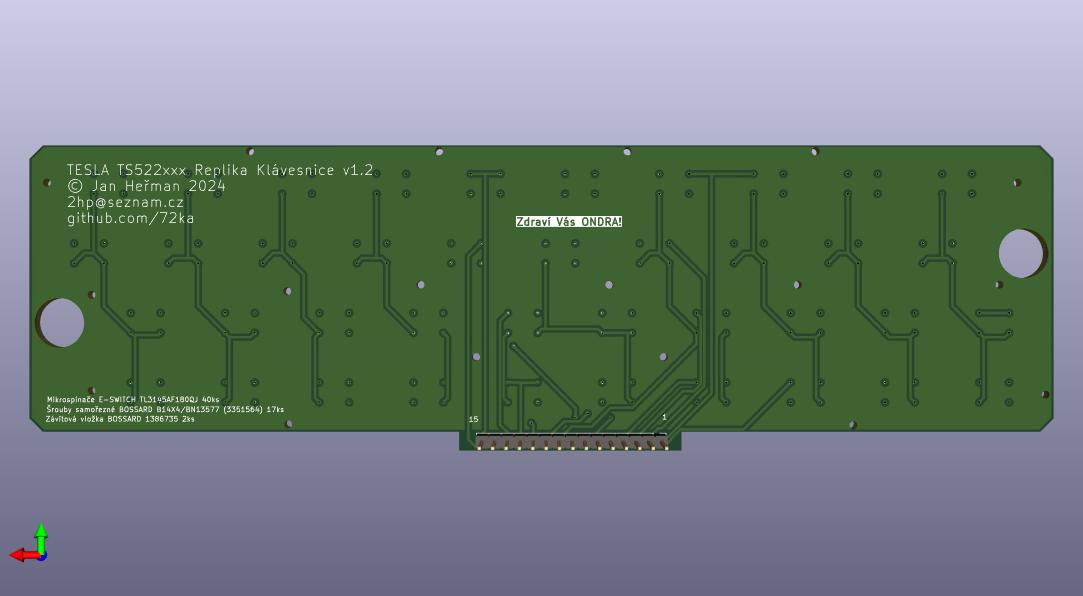 TESLA TS522xxx Replika Klávesnice v1.2
© Jan Heřman 2024
2hp@seznam.cz
github.com/72ka
Zdraví Vás ONDRA!
Mikrospínače E-SWITCH TL3145AF180QJ 40ks
Šrouby samořezné BOSSARD B14X4/BN13577 (3351564) 17ks
Závitová vložka BOSSARD 1386735 2ks
15
1